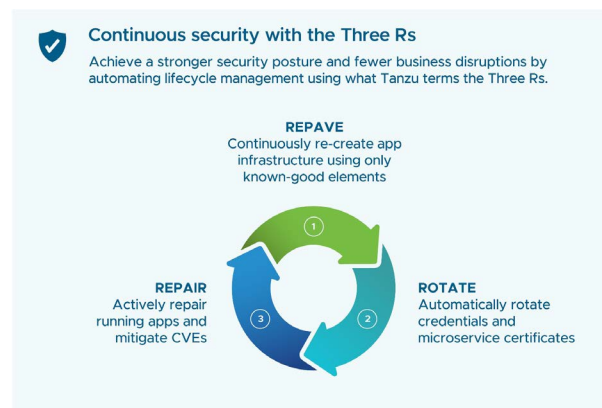 Continuous security with the Three Rs
Achieve a stronger security posture and fewer business disruptions by
automating lifecycle management using what Tanzu terms the Three Rs.
REPAVE
Continuously re-create app
infrastructure using only
known-good elements
1
REPAIR
Actively repair
running apps and
mitigate CVEs
3
2
ROTATE
Automatically rotate
credentials and
microservice certificates